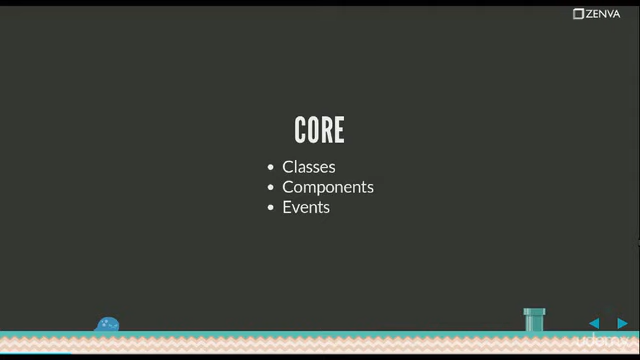 ZENVA
CORE
• Classes
• Components
• Events
udemy